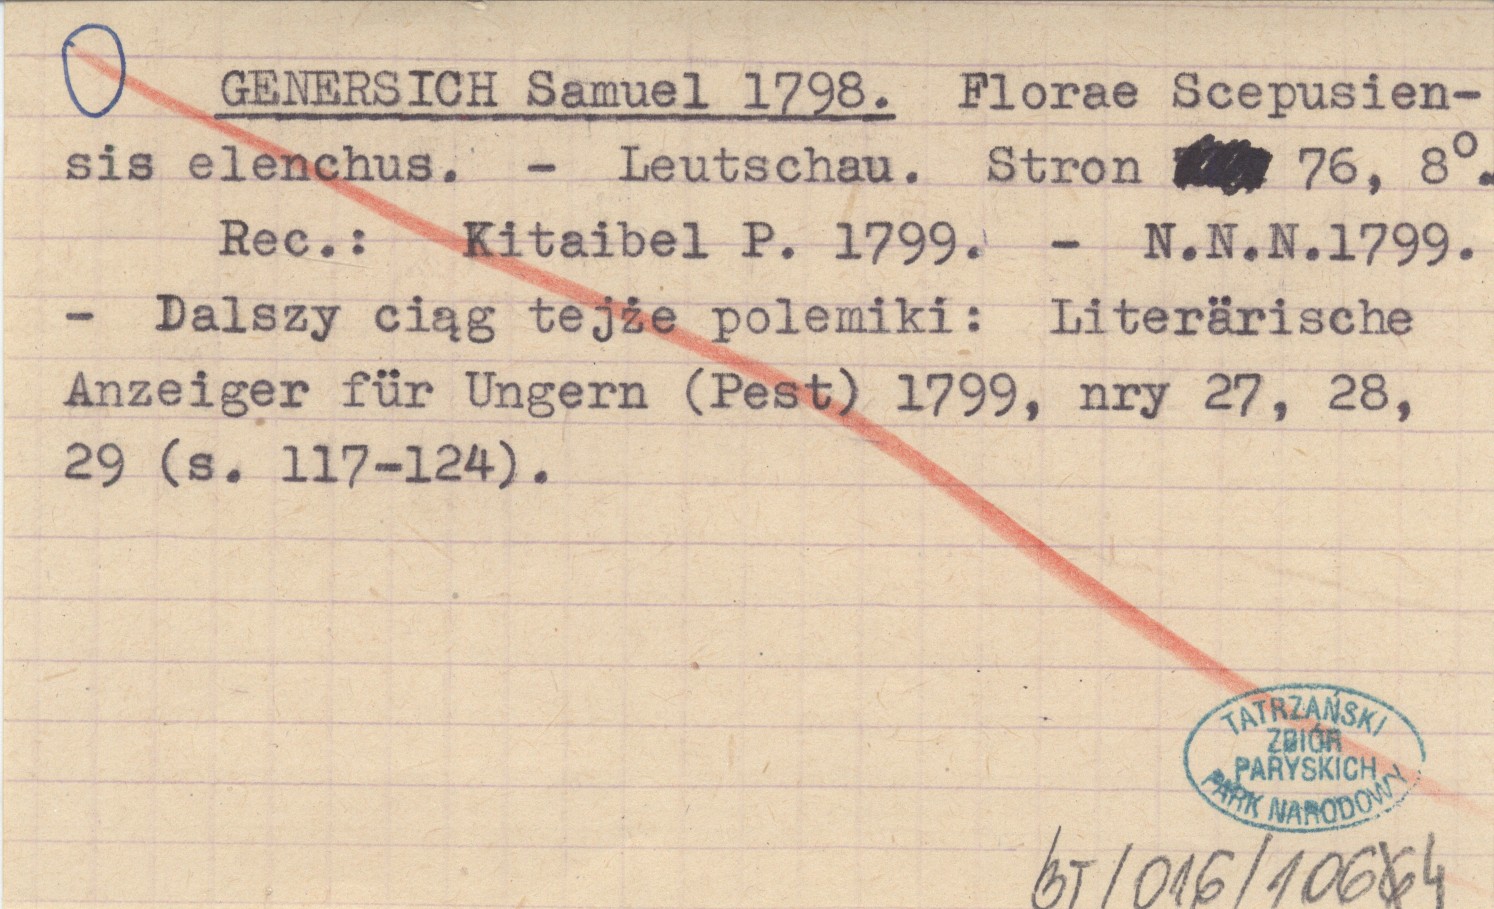 GENERSICH Samuel 1798. Florae Scepusien-
sis elenchus. - Leutschau. Stron 76, 8°.
Rec.: Kitaibel P. 1799. - N.N.N.1799.
- Dalszy ciąg tejże polemiki: Literärische
Anzeiger für Ungern (Pest) 1799, nry 27, 28,
29 (s. 117-124).
TATRZAŃSKI
ZBIÓR
PARYSKICH
PARK NARODOWY